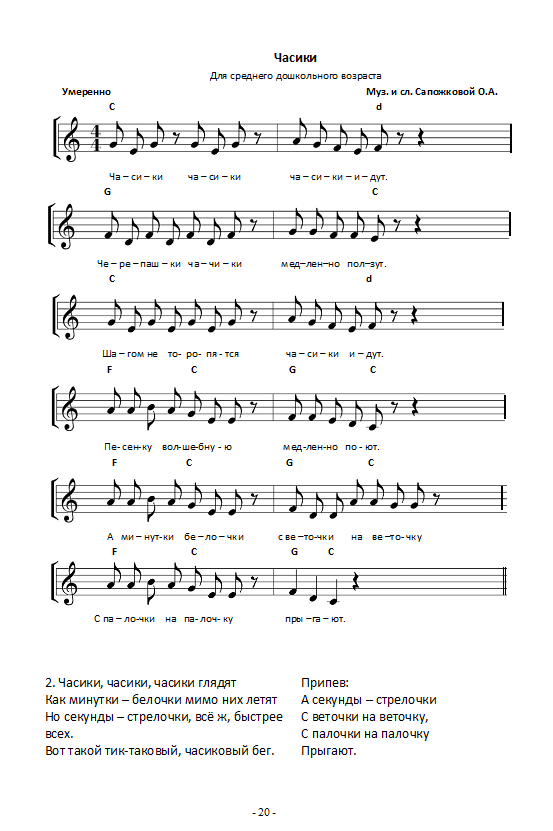 Часики
Для среднего дошкольного возраста
Умеренно Муз. и сл. Сапожковой О.А.
C d
4
4
Ча – си – ки ча – си – ки ча – си – ки – и – дут.
G C
Че – ре – паш – ки ча – чи – ки мед–лен–но пол–зут.
C d
Ша – гом не то- ро- пя - тся ча – си – ки и – дут.
F C G C
Пе- сен-ку вол-ше-бну - ю мед-лен-но по - ют.
F C G C
А ми – нут-ки бе – ло – чки с ве –то-чки на ве –то-чку
F C G C
С па – ло-чки на па- лоч- ку пры –га – ют.
2. Часики, часики, часики глядят
Как минутки – белочки мимо них летят
Но секунды – стрелочки, всё ж, быстрее
всех.
Вот такой тик-таковый, часиковый бег.
Припев:
А секунды – стрелочки
С веточки на веточку,
С палочки на палочку
Прыгают.
- 20 -